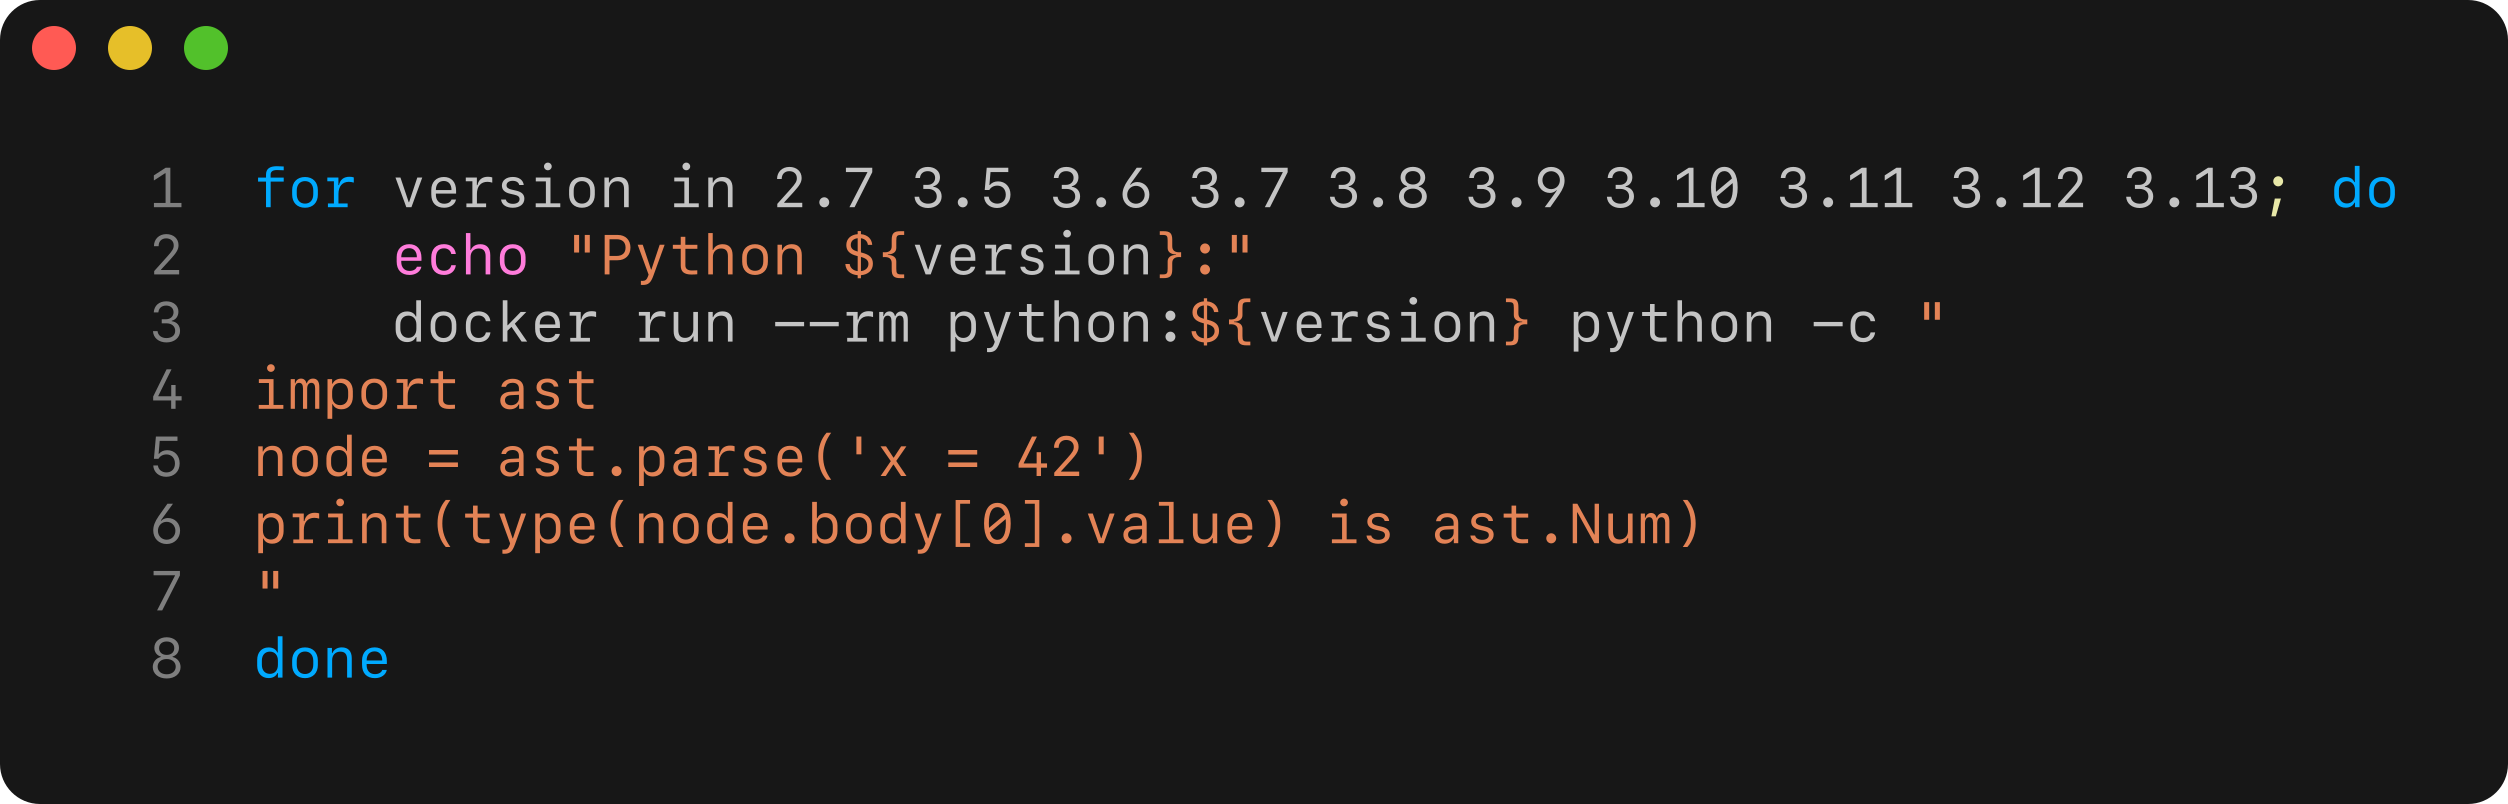 1 for version in 2.7 3.5 3.6 3.7 3.8 3.9 3.10 3.11 3.12 3.13; do
2     echo "Python ${version}:"
3     docker run --rm python:${version} python -c "
4 import ast
5 node = ast.parse('x = 42')
6 print(type(node.body[0].value) is ast.Num)
7 "
8 done